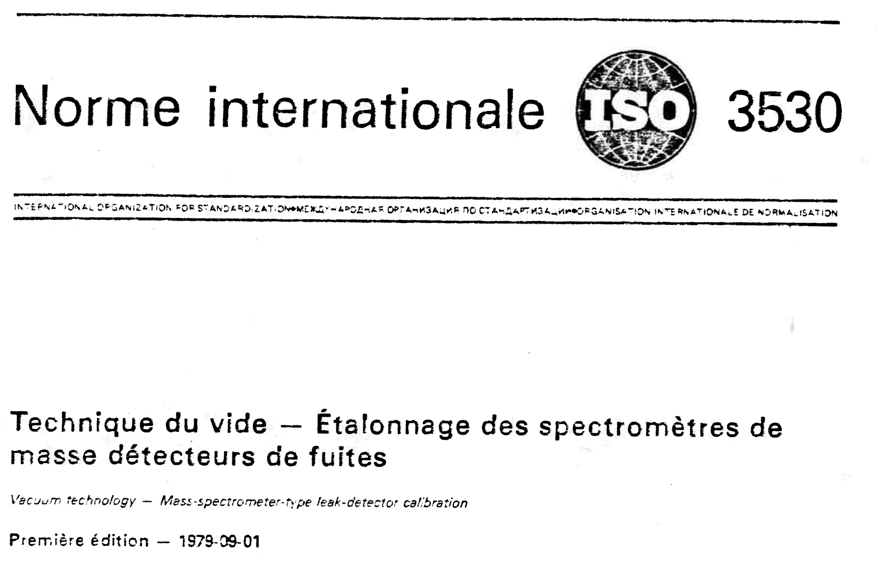 Norme internationale ISO 3530
INTERNATIONAL ORGANIZATION FOR STANDARDIZATION•МЕЖДУНАРОДНАЯ ОРГАНИЗАЦИЯ ПО СТАНДАРТИЗАЦИИ•ORGANISATION INTERNATIONALE DE NORMALISATION
Technique du vide — Étalonnage des spectromètres de
masse détecteurs de fuites
Vacuum technology — Mass-spectrometer-type leak-detector calibration
Première édition — 1979-09-01